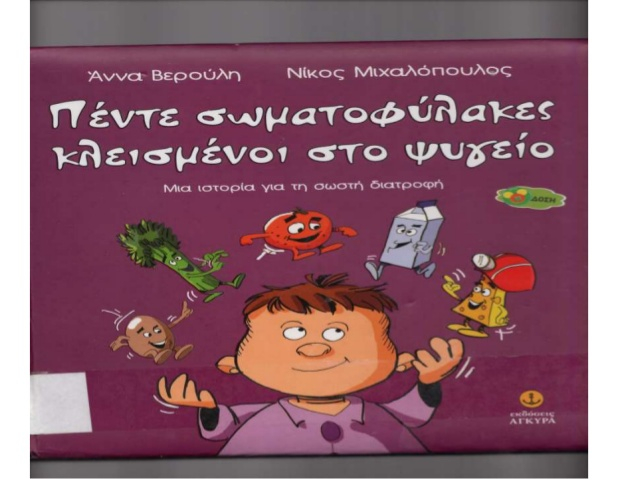 Άννα Βερούλη Νίκος Μιχαλόπουλος
Πέντε σωματοφύλακες
κλεισμένοι στο ψυγείο
Μια ιστορία για τη σωστή διατροφή
ΔΟΣΗ
εκδόσεις
ΑΓΚΥΡΑ